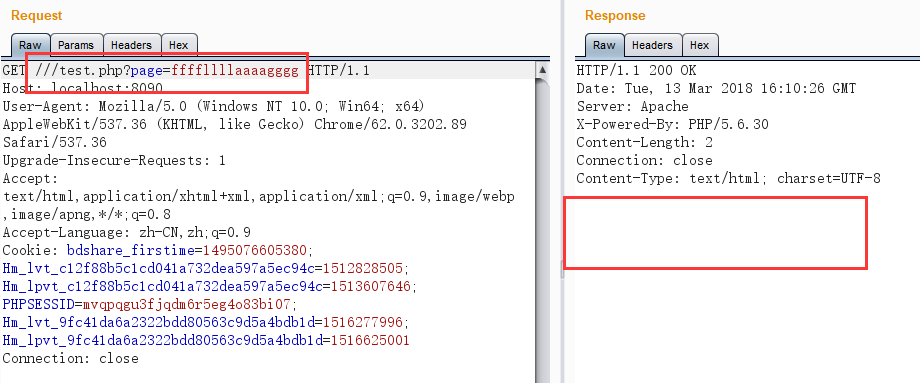 Request
Raw Params Headers Hex
GET ///test.php?page=ffffllllaaaagggg HTTP/1.1
Host: localhost:8090
User-Agent: Mozilla/5.0 (Windows NT 10.0; Win64; x64)
AppleWebKit/537.36 (KHTML, like Gecko) Chrome/62.0.3202.89
Safari/537.36
Upgrade-Insecure-Requests: 1
Accept:
text/html,application/xhtml+xml,application/xml;q=0.9,image/webp
,image/apng,*/*;q=0.8
Accept-Language: zh-CN,zh;q=0.9
Cookie: bdshare_firstime=1495076605380;
Hm_lvt_c12f88b5c1cd041a732dea597a5ec94c=1512828505;
Hm_lpvt_c12f88b5c1cd041a732dea597a5ec94c=1513607646;
PHPSESSID=mvqpqgu3fjqdm6r5eg4o83bi07;
Hm_lvt_9fc41da6a2322bdd80563c9d5a4bdb1d=1516277996;
Hm_lpvt_9fc41da6a2322bdd80563c9d5a4bdb1d=1516625001
Connection: close
Response
Raw Headers Hex
HTTP/1.1 200 OK
Date: Tue, 13 Mar 2018 16:10:26 GMT
Server: Apache
X-Powered-By: PHP/5.6.30
Content-Length: 2
Connection: close
Content-Type: text/html; charset=UTF-8